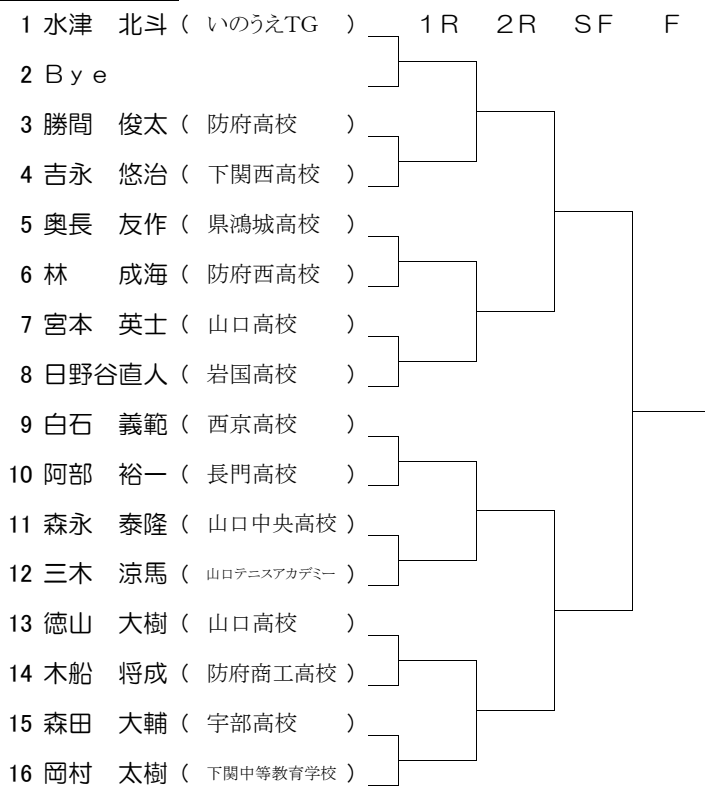 1 水津　北斗 ( いのうえTG ) １Ｒ ２Ｒ ＳＦ Ｆ
2 Ｂｙｅ
3 勝間　俊太 ( 防府高校 )
4 吉永　悠治 ( 下関西高校 )
5 奥長　友作 ( 県鴻城高校 )
6 林　　成海 ( 防府西高校 )
7 宮本　英士 ( 山口高校 )
8 日野谷直人 ( 岩国高校 )
9 白石　義範 ( 西京高校 )
10 阿部　裕一 ( 長門高校 )
11 森永　泰隆 ( 山口中央高校 )
12 三木　涼馬 ( 山口テニスアカデミー )
13 徳山　大樹 ( 山口高校 )
14 木船　将成 ( 防府商工高校 )
15 森田　大輔 ( 宇部高校 )
16 岡村　太樹 ( 下関中等教育学校 )